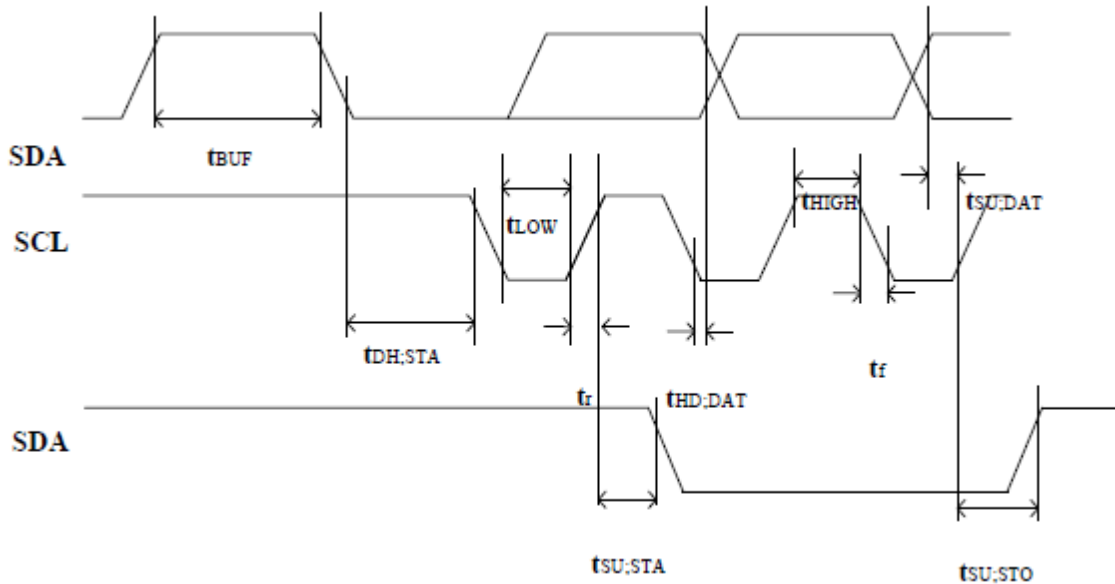 SDA
tBUF
SCL
tLOW
tHIGH
tSU;DAT
tDH;STA
tr
tHD;DAT
tf
SDA
tSU;STA
tSU;STO